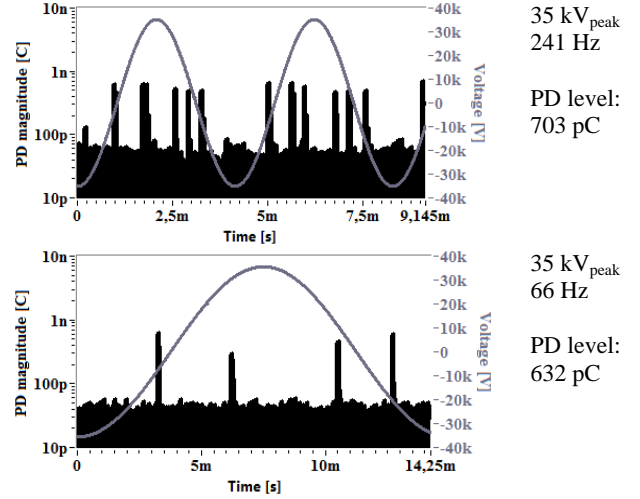 10n
1n
100p
10p
PD magnitude [C]
40k
30k
20k
10k
0
-10k
-20k
-30k
-40k
Voltage [V]
0
2,5m
5m
7,5m
9,145m
Time [s]
35 kVpeak
241 Hz
PD level:
703 pC
10n
1n
100p
10p
PD magnitude [C]
40k
30k
20k
10k
0
-10k
-20k
-30k
-40k
Voltage [V]
0
5m
10m
14,25m
Time [s]
35 kVpeak
66 Hz
PD level:
632 pC